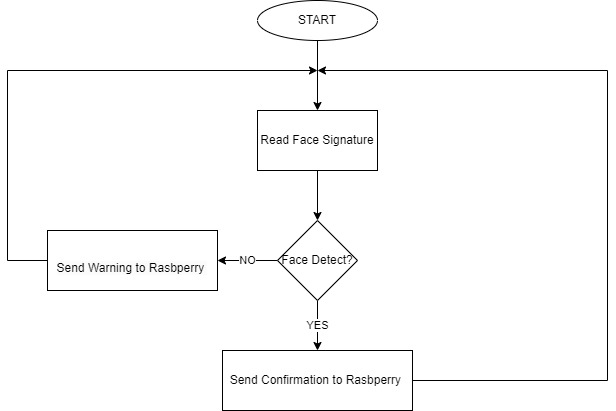 START
Read Face Signature
Face Detect?
NO
Send Warning to Rasbperry
YES
Send Confirmation to Rasbperry